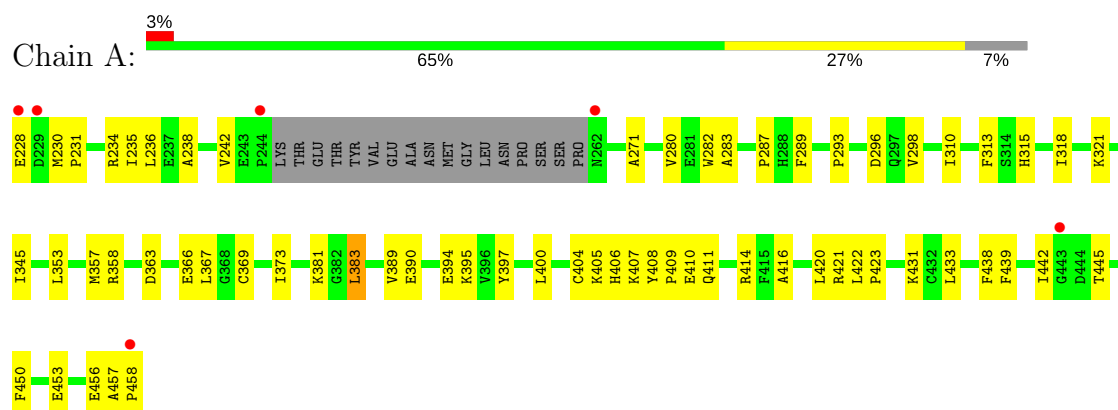 3%
Chain A:
65% 27% 7%
E228 D229 M230 P231 R234 T235 L236 E237 A238 V242 E243 P244 LYS THR GLU THR TYR VAL GLU ALA ASN MET GLY LEU ASN PRO SER SER PRO N262 A271 V280 E281 W282 A283 P287 H288 F289 P293 D296 Q297 V298 I310 F313 S314 H315 I318 K321
I345 L353 M357 R358 D363 E366 L367 G368 C369 I373 K381 G382 L383 V389 E390 E394 K395 V396 Y397 L400 C404 K405 H406 K407 Y408 P409 E410 Q411 R414 F415 A416 L420 R421 L422 P423 K431 C432 L433 F438 F439 I442 G443 D444 T445
F450 E453 E456 A457 P458